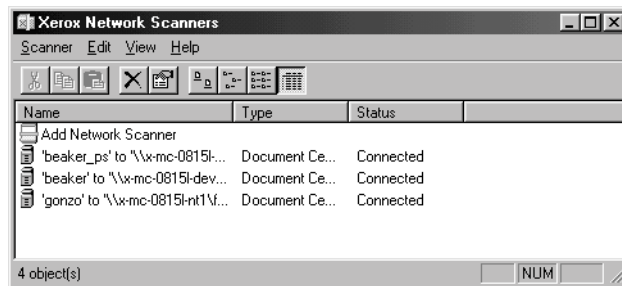 Xerox Network Scanners
Scanner Edit View Help
Name Type Status
Add Network Scanner
'beaker_ps' to "\\x-mc-0815l-... Document Ce... Connected
'beaker' to "\\x-mc-0815l-dev... Document Ce... Connected
'gonzo' to "\\x-mc-0815l-nt1\f... Document Ce... Connected
4 object(s) NUM